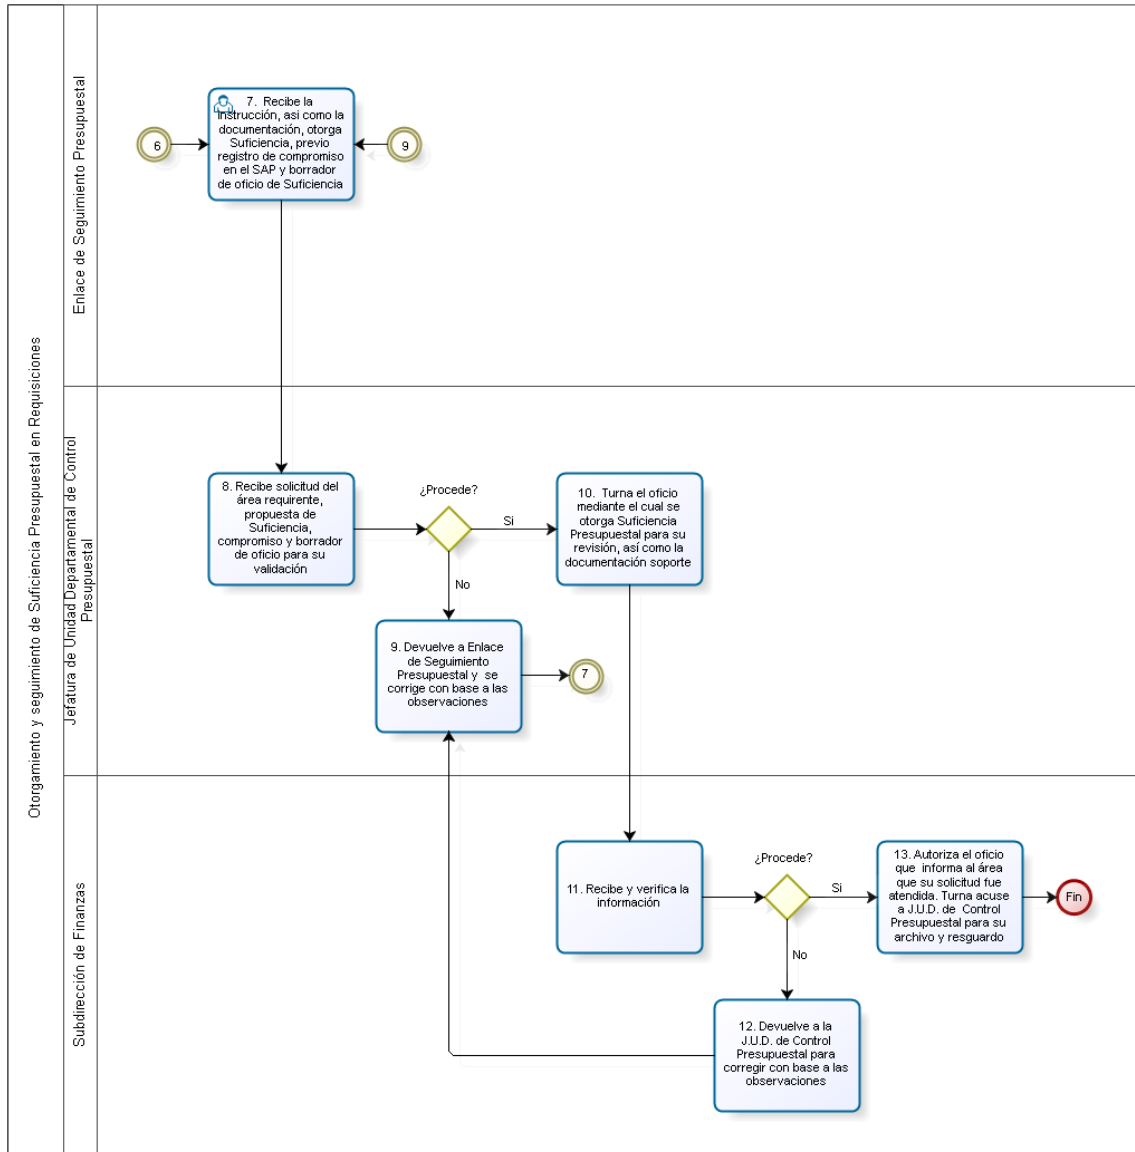 Otorgamiento y seguimiento de Suficiencia Presupuestal en Requisiciones
Enlace de Seguimiento Presupuestal
6
7. Recibe la
instrucción, asi como la
documentación, otorga
Suficiencia, previo
registro de compromiso
en el SAP y borrador
de oficio de Suficiencia
9
Jefatura de Unidad Departamental de Control
Presupuestal
8. Recibe solicitud del
área requirente,
propuesta de
Suficiencia,
compromiso y borrador
de oficio para su
validación
¿Procede?
Si
No
10. Turna el oficio
mediante el cual se
otorga Suficiencia
Presupuestal para su
revisión, así como la
documentación soporte
9. Devuelve a Enlace
de Seguimiento
Presupuestal y se
corrige con base a las
observaciones
7
Subdirección de Finanzas
11. Recibe y verifica la
información
¿Procede?
Si
No
13. Autoriza el oficio
que informa al área
que su solicitud fue
atendida. Turna acuse
a J.U.D. de Control
Presupuestal para su
archivo y resguardo
Fin
12. Devuelve a la
J.U.D. de Control
Presupuestal para
corregir con base a las
observaciones